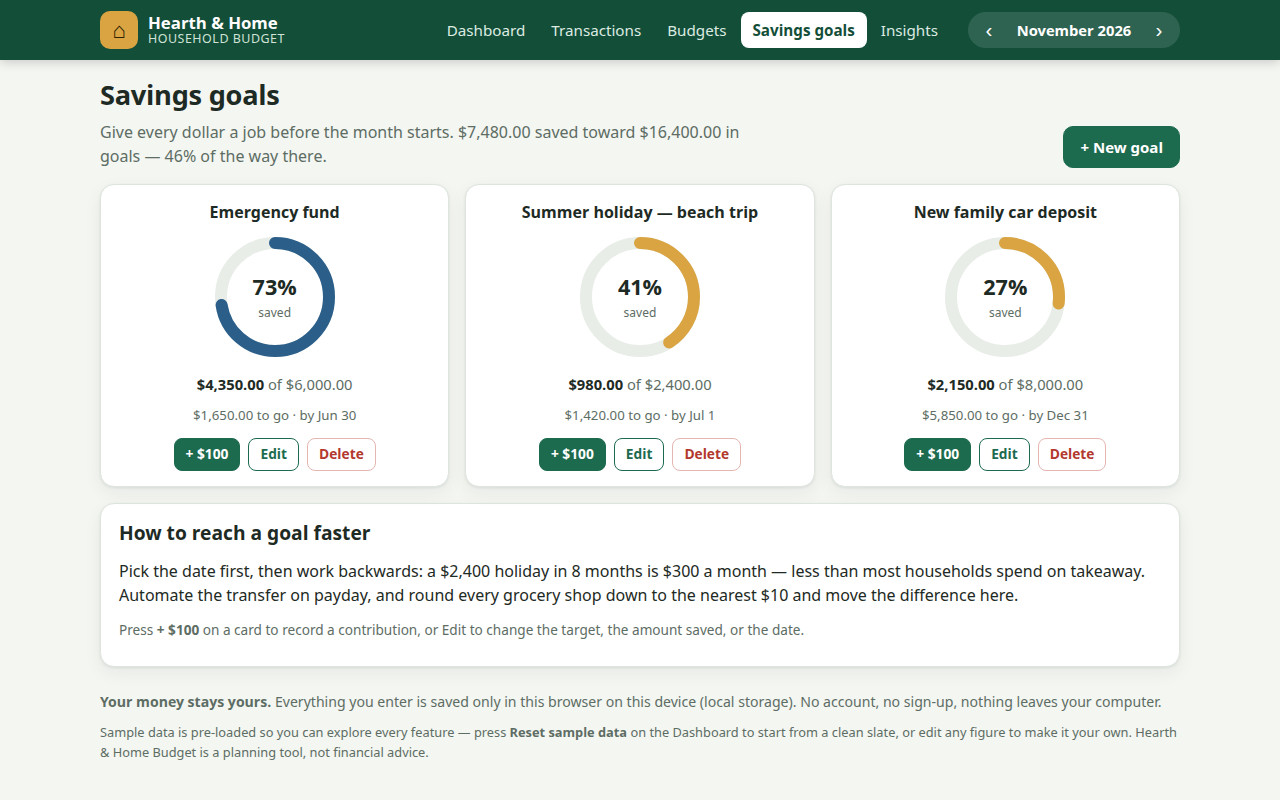 Hearth & Home
HOUSEHOLD BUDGET
Dashboard
Transactions
Budgets
Savings goals
Insights
‹ November 2026 ›
Savings goals
Give every dollar a job before the month starts. $7,480.00 saved toward $16,400.00 in
goals — 46% of the way there.
+ New goal
Emergency fund
73%
saved
$4,350.00 of $6,000.00
$1,650.00 to go · by Jun 30
+ $100
Edit
Delete
Summer holiday — beach trip
41%
saved
$980.00 of $2,400.00
$1,420.00 to go · by Jul 1
+ $100
Edit
Delete
New family car deposit
27%
saved
$2,150.00 of $8,000.00
$5,850.00 to go · by Dec 31
+ $100
Edit
Delete
How to reach a goal faster
Pick the date first, then work backwards: a $2,400 holiday in 8 months is $300 a month — less than most households spend on takeaway.
Automate the transfer on payday, and round every grocery shop down to the nearest $10 and move the difference here.
Press + $100 on a card to record a contribution, or Edit to change the target, the amount saved, or the date.
Your money stays yours. Everything you enter is saved only in this browser on this device (local storage). No account, no sign-up, nothing leaves your computer.
Sample data is pre-loaded so you can explore every feature — press Reset sample data on the Dashboard to start from a clean slate, or edit any figure to make it your own. Hearth
& Home Budget is a planning tool, not financial advice.